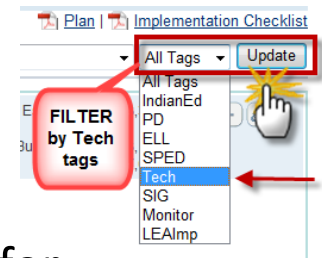 Plan | Implementation Checklist
All Tags Update
All Tags
IndianEd
PD
ELL
SPED
Tech
SIG
Monitor
LEAImp
FILTER
by Tech
tags